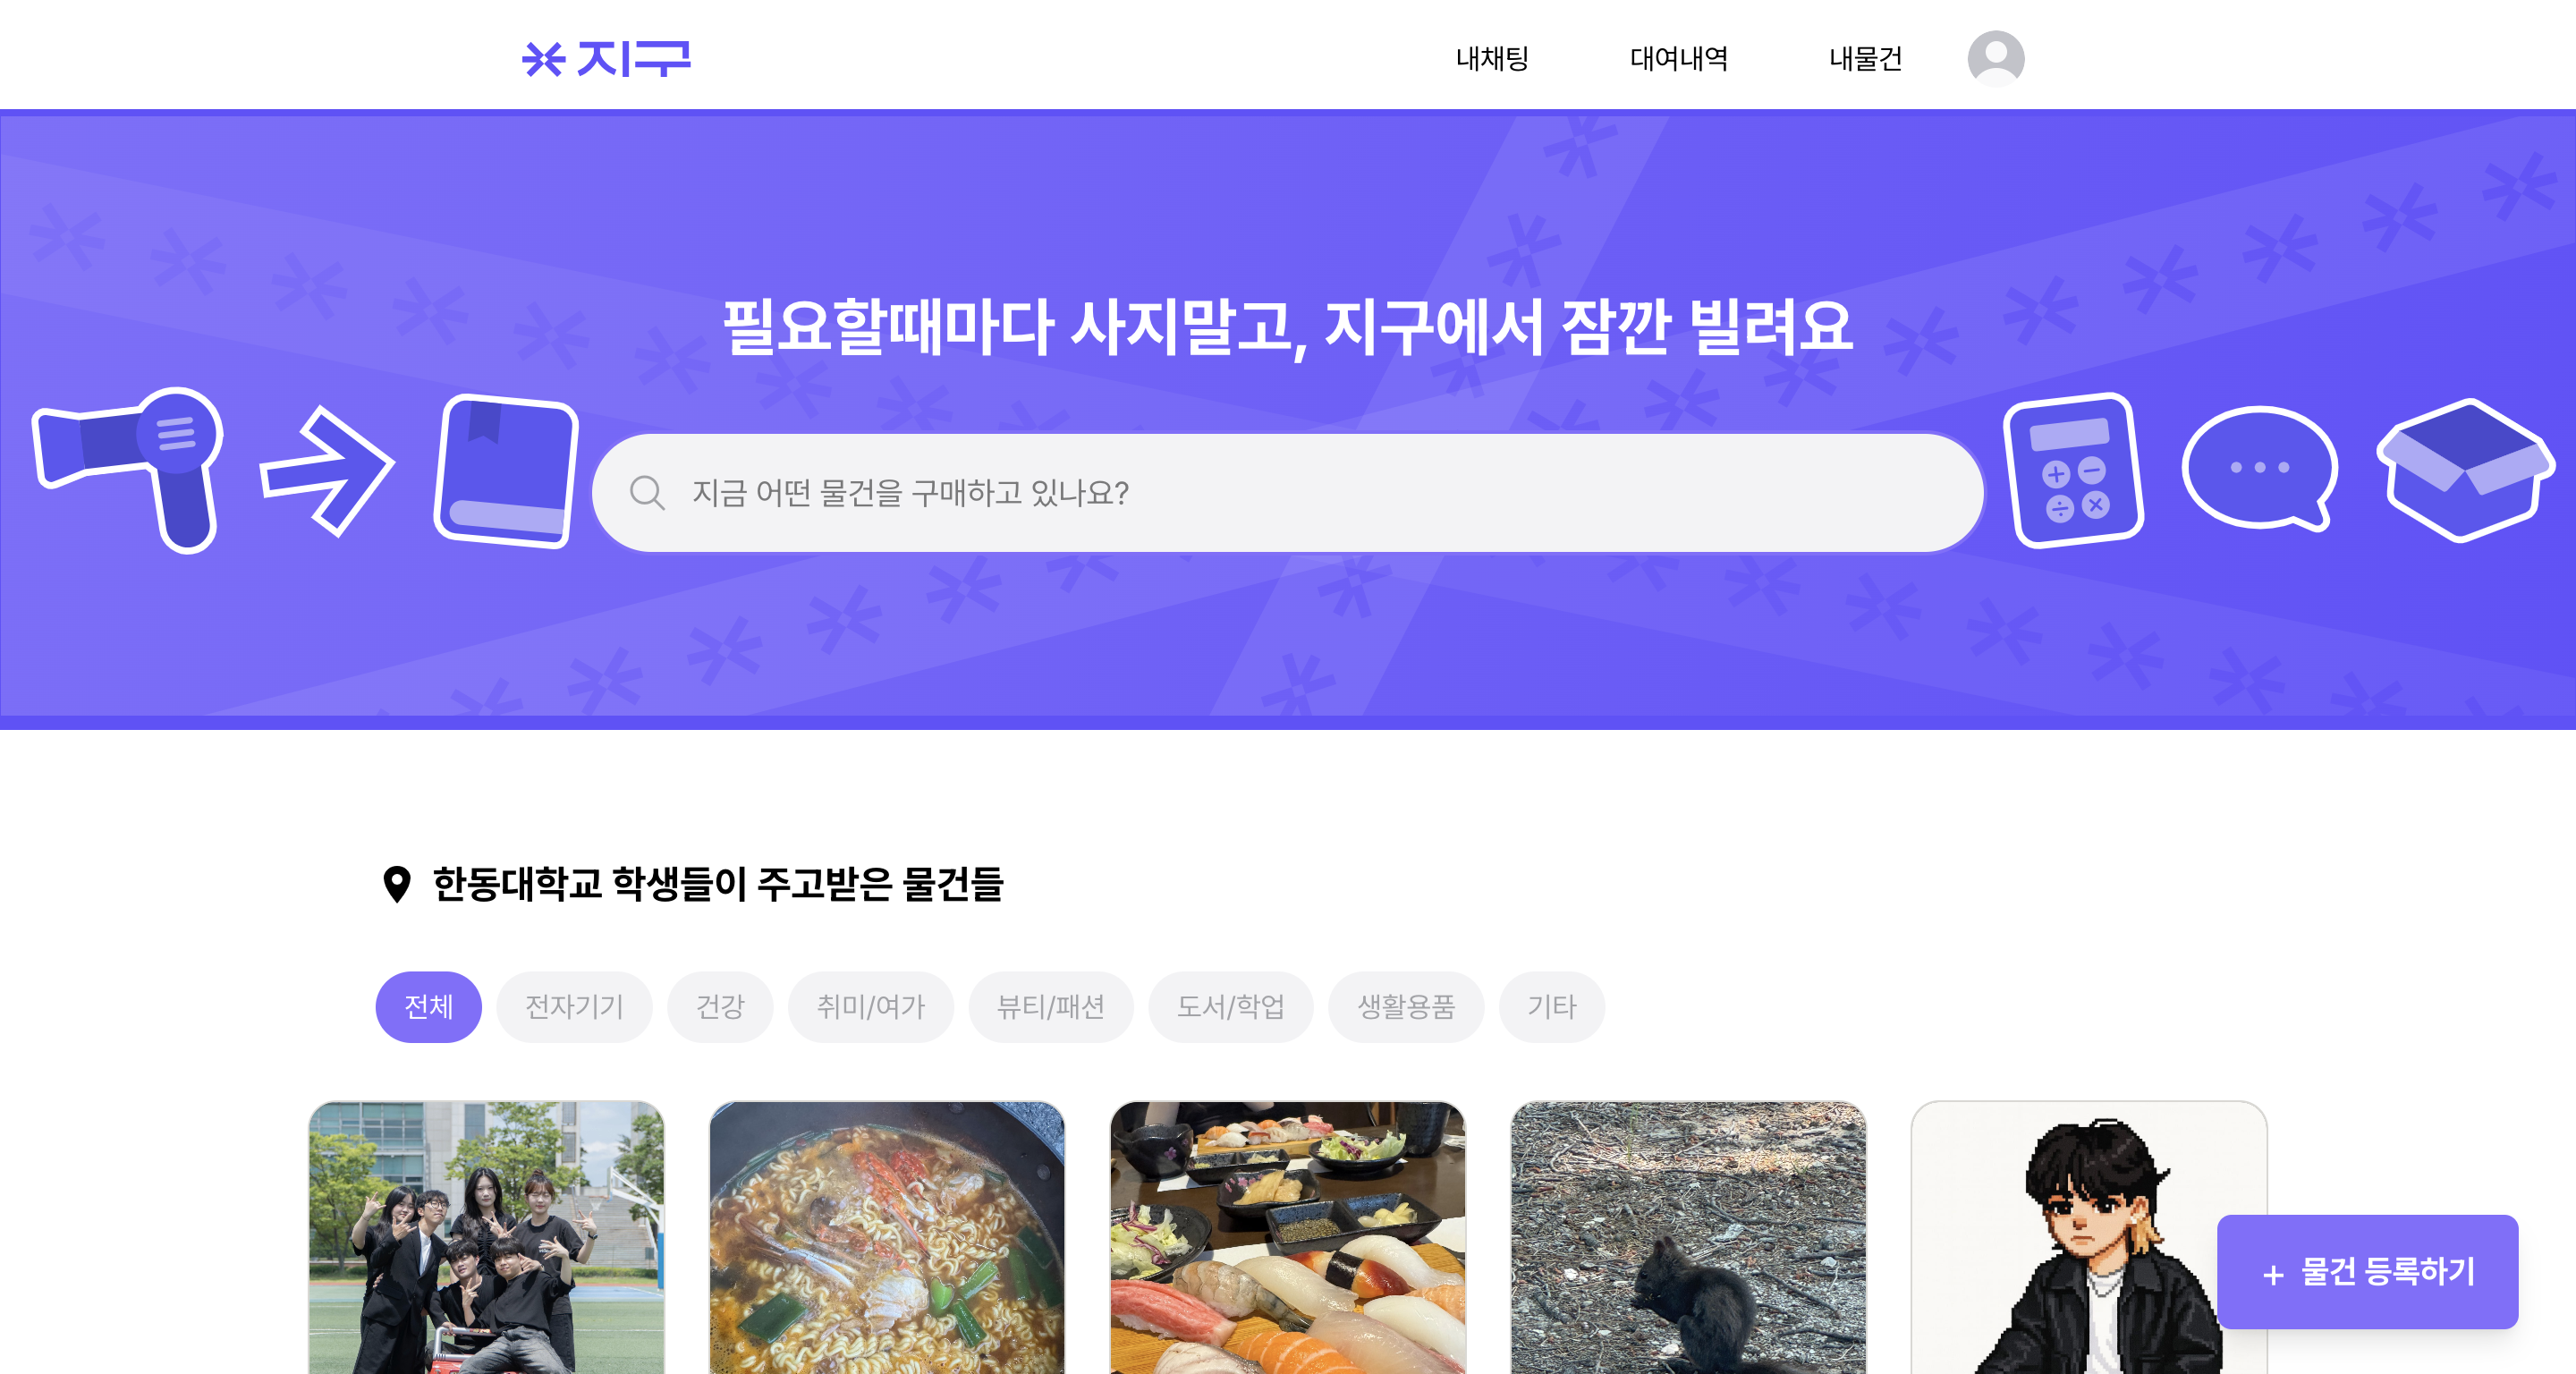 지구
내채팅
대여내역
내물건
필요할때마다 사지말고, 지구에서 잠깐 빌려요
지금 어떤 물건을 구매하고 있나요?
한동대학교 학생들이 주고받은 물건들
전체
전자기기
건강
취미/여가
뷰티/패션
도서/학업
생활용품
기타
+ 물건 등록하기